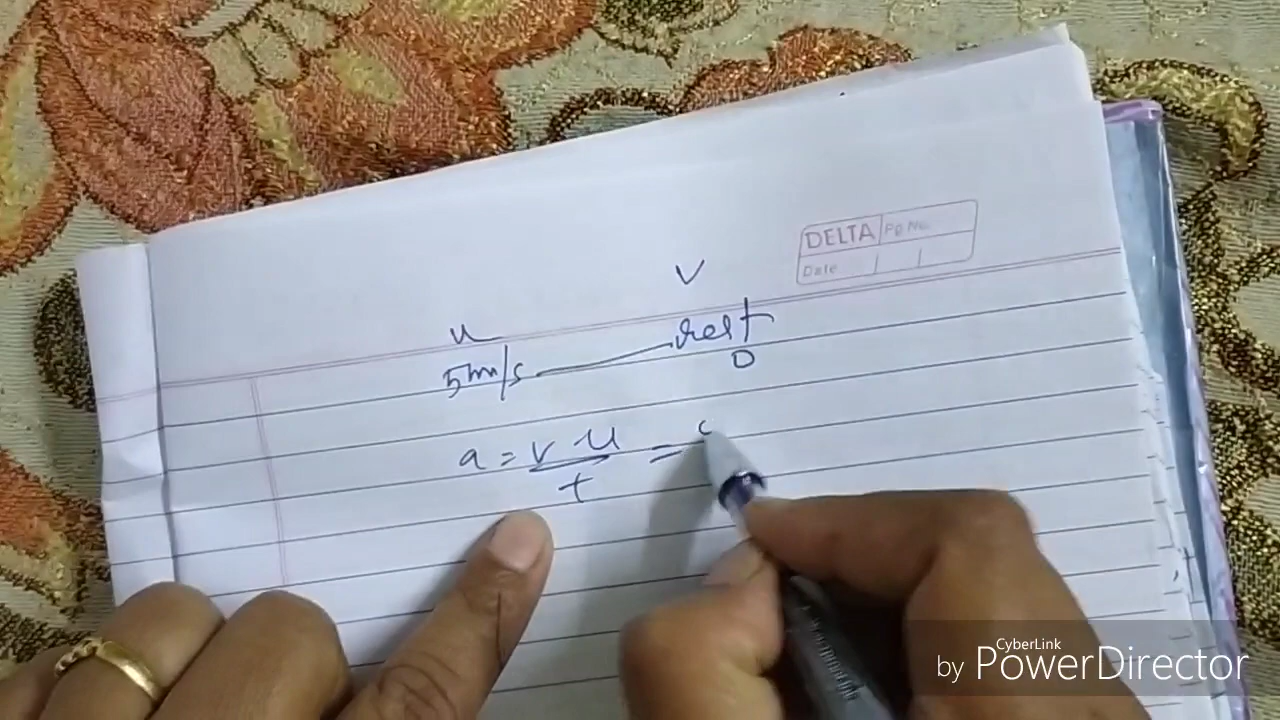 DELTA Pg No.
Date
v
u
rest
5m/s
0
a = v u =
t
CyberLink
by PowerDirector